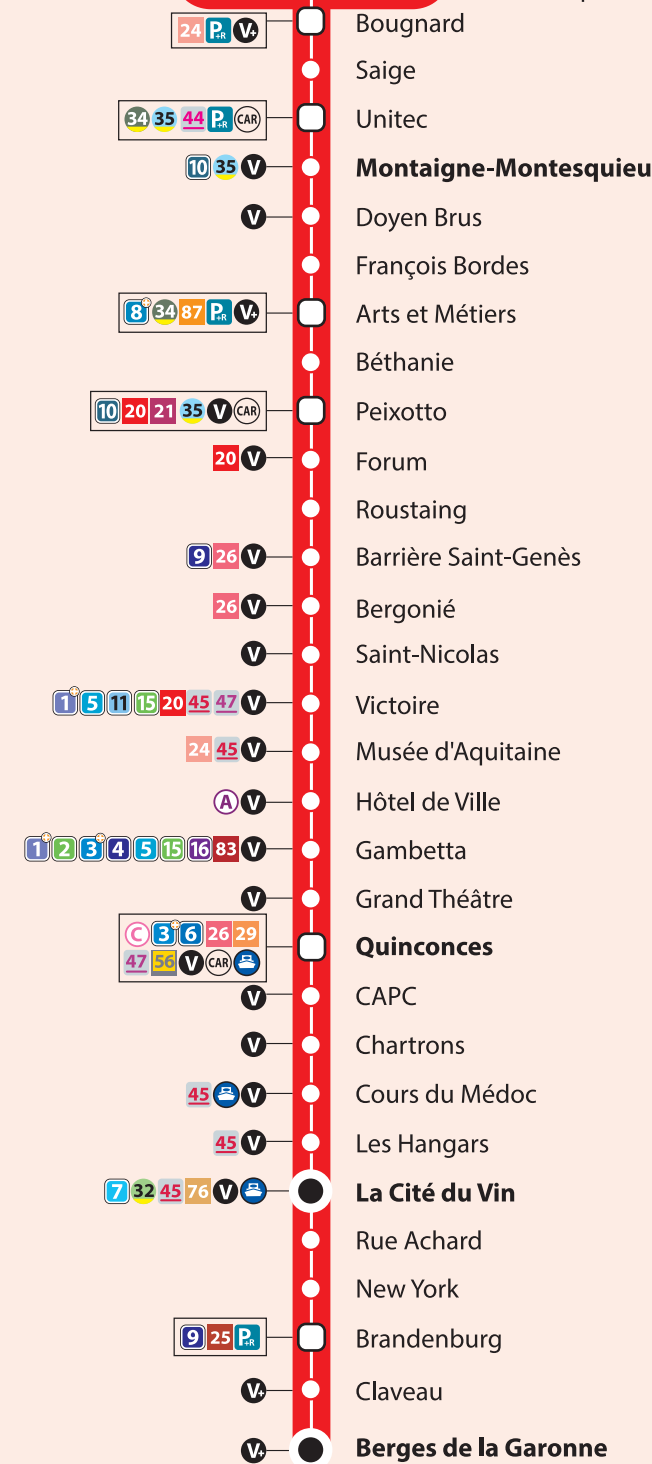 24 P+R V+ Bougnard
Saige
34 35 44 P+R CAR Unitec
10 35 V Montaigne-Montesquieu
V Doyen Brus
François Bordes
8 34 87 P+R V+ Arts et Métiers
Béthanie
10 20 21 35 V CAR Peixotto
20 V Forum
Roustaing
9 26 V Barrière Saint-Genès
26 V Bergonié
V Saint-Nicolas
1 5 11 15 20 45 47 V Victoire
24 45 V Musée d'Aquitaine
A V Hôtel de Ville
1 2 3 4 5 15 16 83 V Gambetta
V Grand Théâtre
C 3 6 26 29
47 56 V CAR Quinconces
V CAPC
V Chartrons
45 V Cours du Médoc
45 V Les Hangars
7 32 45 76 V La Cité du Vin
Rue Achard
New York
9 25 P+R Brandenburg
V+ Claveau
V+ Berges de la Garonne